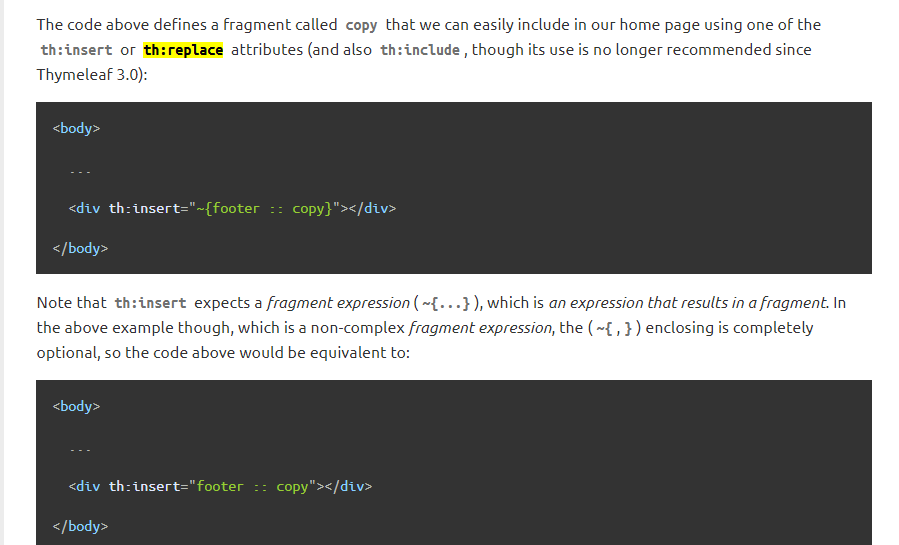 The code above defines a fragment called copy that we can easily include in our home page using one of the
th:insert or th:replace attributes (and also th:include, though its use is no longer recommended since
Thymeleaf 3.0):
<body>
...
<div th:insert="~{footer :: copy}"></div>
</body>
Note that th:insert expects a fragment expression (~{...}), which is an expression that results in a fragment. In
the above example though, which is a non-complex fragment expression, the (~{,}) enclosing is completely
optional, so the code above would be equivalent to:
<body>
...
<div th:insert="footer :: copy"></div>
</body>